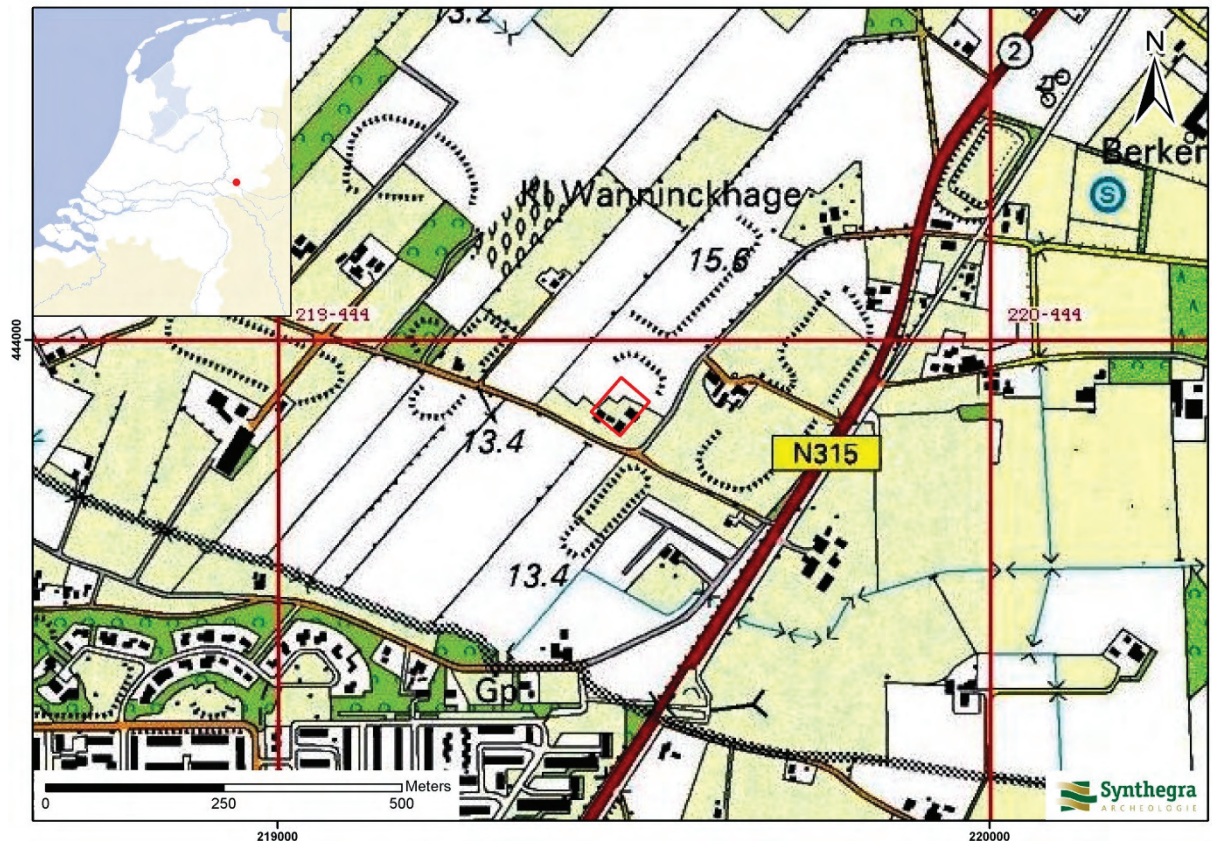 13.2
2
N
Berken
S
Kl Wanninckhage
15.6
219-444
220-444
444000
13.4
N315
13.4
Gp
Meters
0
250
500
Synthegra
ARCHEOLOGIE
219000
220000